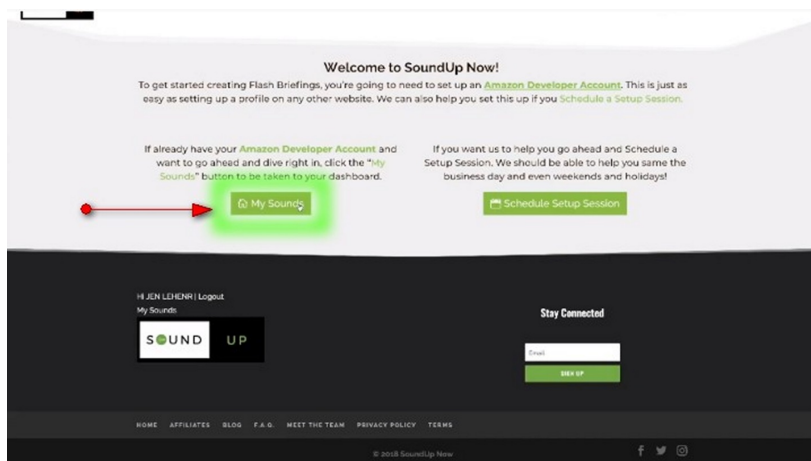 Welcome to SoundUp Now!
To get started creating Flash Briefings, you're going to need to set up an Amazon Developer Account. This is just as
easy as setting up a profile on any other website. We can also help you set this up if you Schedule a Setup Session.
If already have your Amazon Developer Account and
want to go ahead and dive right in, click the "My
Sounds" button to be taken to your dashboard.
My Sounds
If you want us to help you go ahead and Schedule a
Setup Session. We should be able to help you same the
business day and even weekends and holidays!
Schedule Setup Session
Hi JEN LEHENR | Logout
My Sounds
SOUND UP
Stay Connected
Email
SIGN UP
HOME AFFILIATES BLOG F.A.Q. MEET THE TEAM PRIVACY POLICY TERMS
© 2018 SoundUp Now